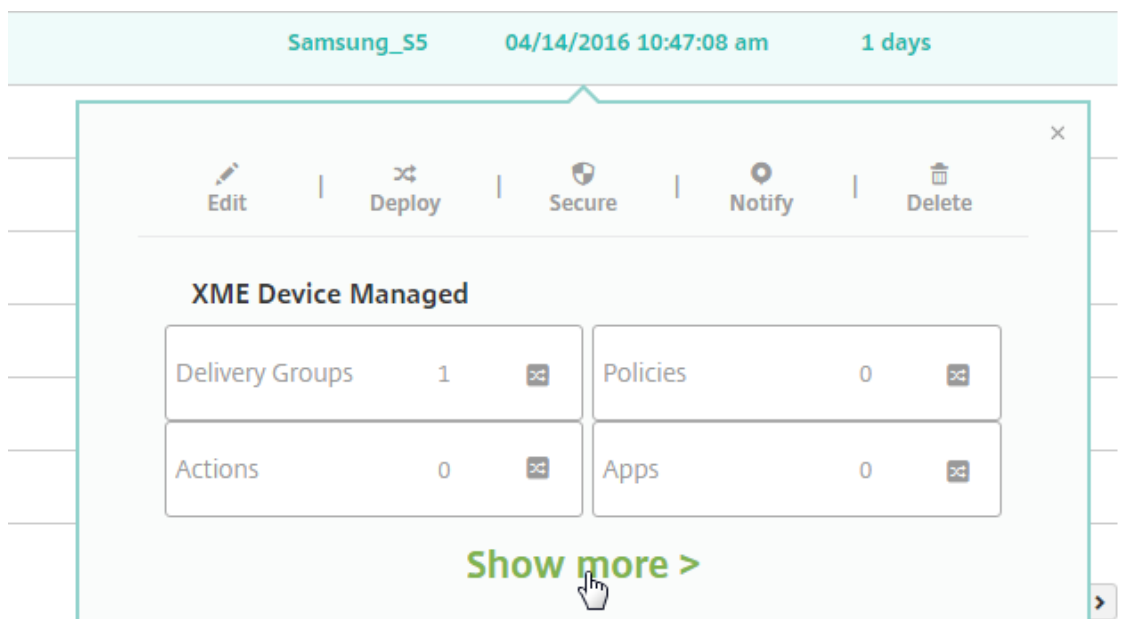 Samsung_S5 04/14/2016 10:47:08 am 1 days
×
Edit | Deploy | Secure | Notify | Delete
XME Device Managed
Delivery Groups 1 Policies 0
Actions 0 Apps 0
Show more >